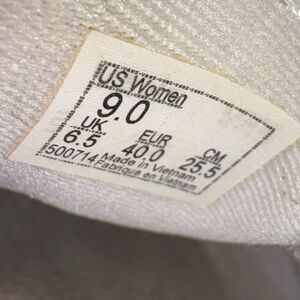 US Women
9.0
UK EUR CM
6.5 40.0 25.5
500714 Made in Vietnam
Fabriqué en Vietnam